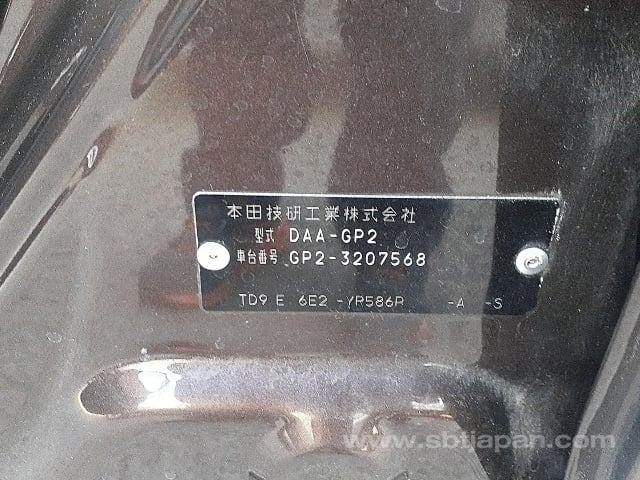 本田技研工業株式会社
型式 DAA-GP2
車台番号 GP2-3207568
TD9 E 6E2 -YR586P -A -S
www.sbtjapan.com